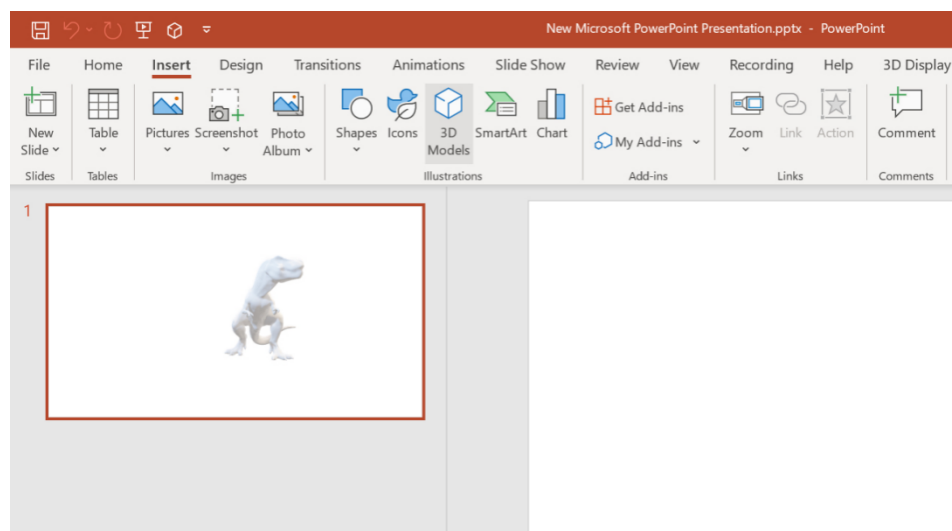 New Microsoft PowerPoint Presentation.pptx - PowerPoint
File Home Insert Design Transitions Animations Slide Show Review View Recording Help 3D Display
New Slide
Table
Pictures
Screenshot
Photo Album
Shapes
Icons
3D Models
SmartArt
Chart
Get Add-ins
My Add-ins
Zoom
Link
Action
Comment
Slides Tables Images Illustrations Add-ins Links Comments
1